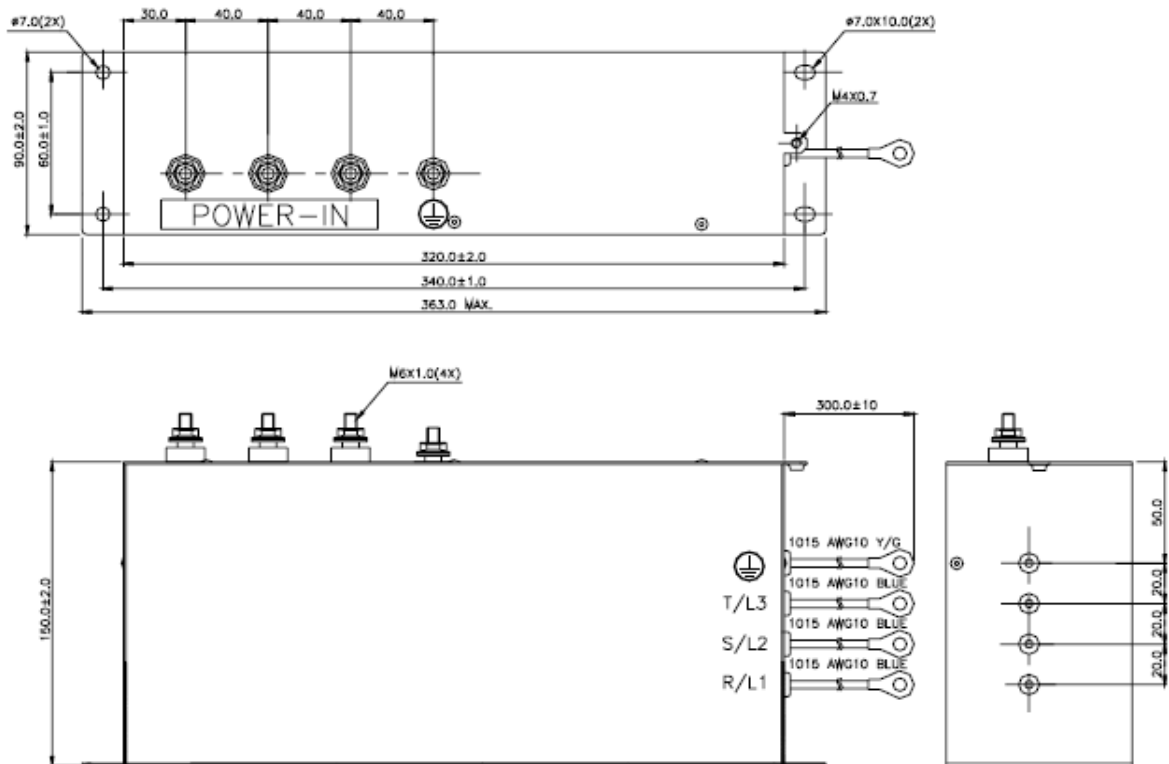 30.0 40.0 40.0 40.0
ø7.0(2X)
ø7.0X10.0(2X)
M4X0.7
90.0±2.0
60.0±1.0
POWER-IN
320.0±2.0
340.0±1.0
363.0 MAX.
M6X1.0(4X)
300.0±10
150.0±2.0
1015 AWG10 Y/G
T/L3 1015 AWG10 BLUE
S/L2 1015 AWG10 BLUE
R/L1 1015 AWG10 BLUE
50.0
20.0
20.0
20.0